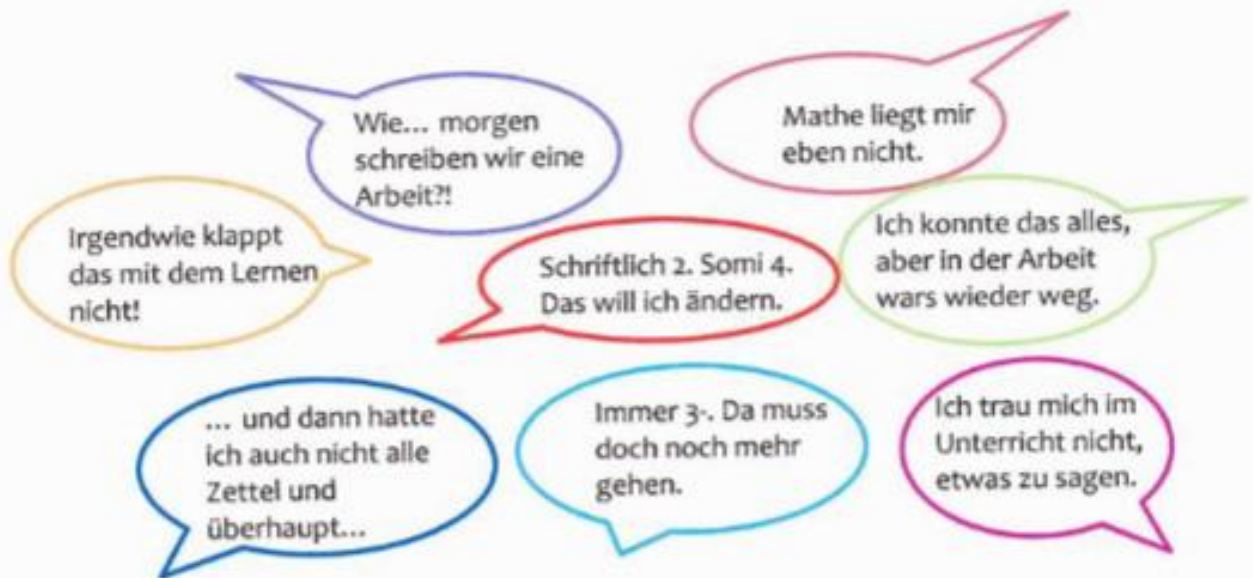 Wie... morgen
schreiben wir eine
Arbeit?!
Mathe liegt mir
eben nicht.
Irgendwie klappt
das mit dem Lernen
nicht!
Schriftlich 2. Somi 4.
Das will ich ändern.
Ich konnte das alles,
aber in der Arbeit
wars wieder weg.
... und dann hatte
ich auch nicht alle
Zettel und
überhaupt...
Immer 3-. Da muss
doch noch mehr
gehen.
Ich trau mich im
Unterricht nicht,
etwas zu sagen.